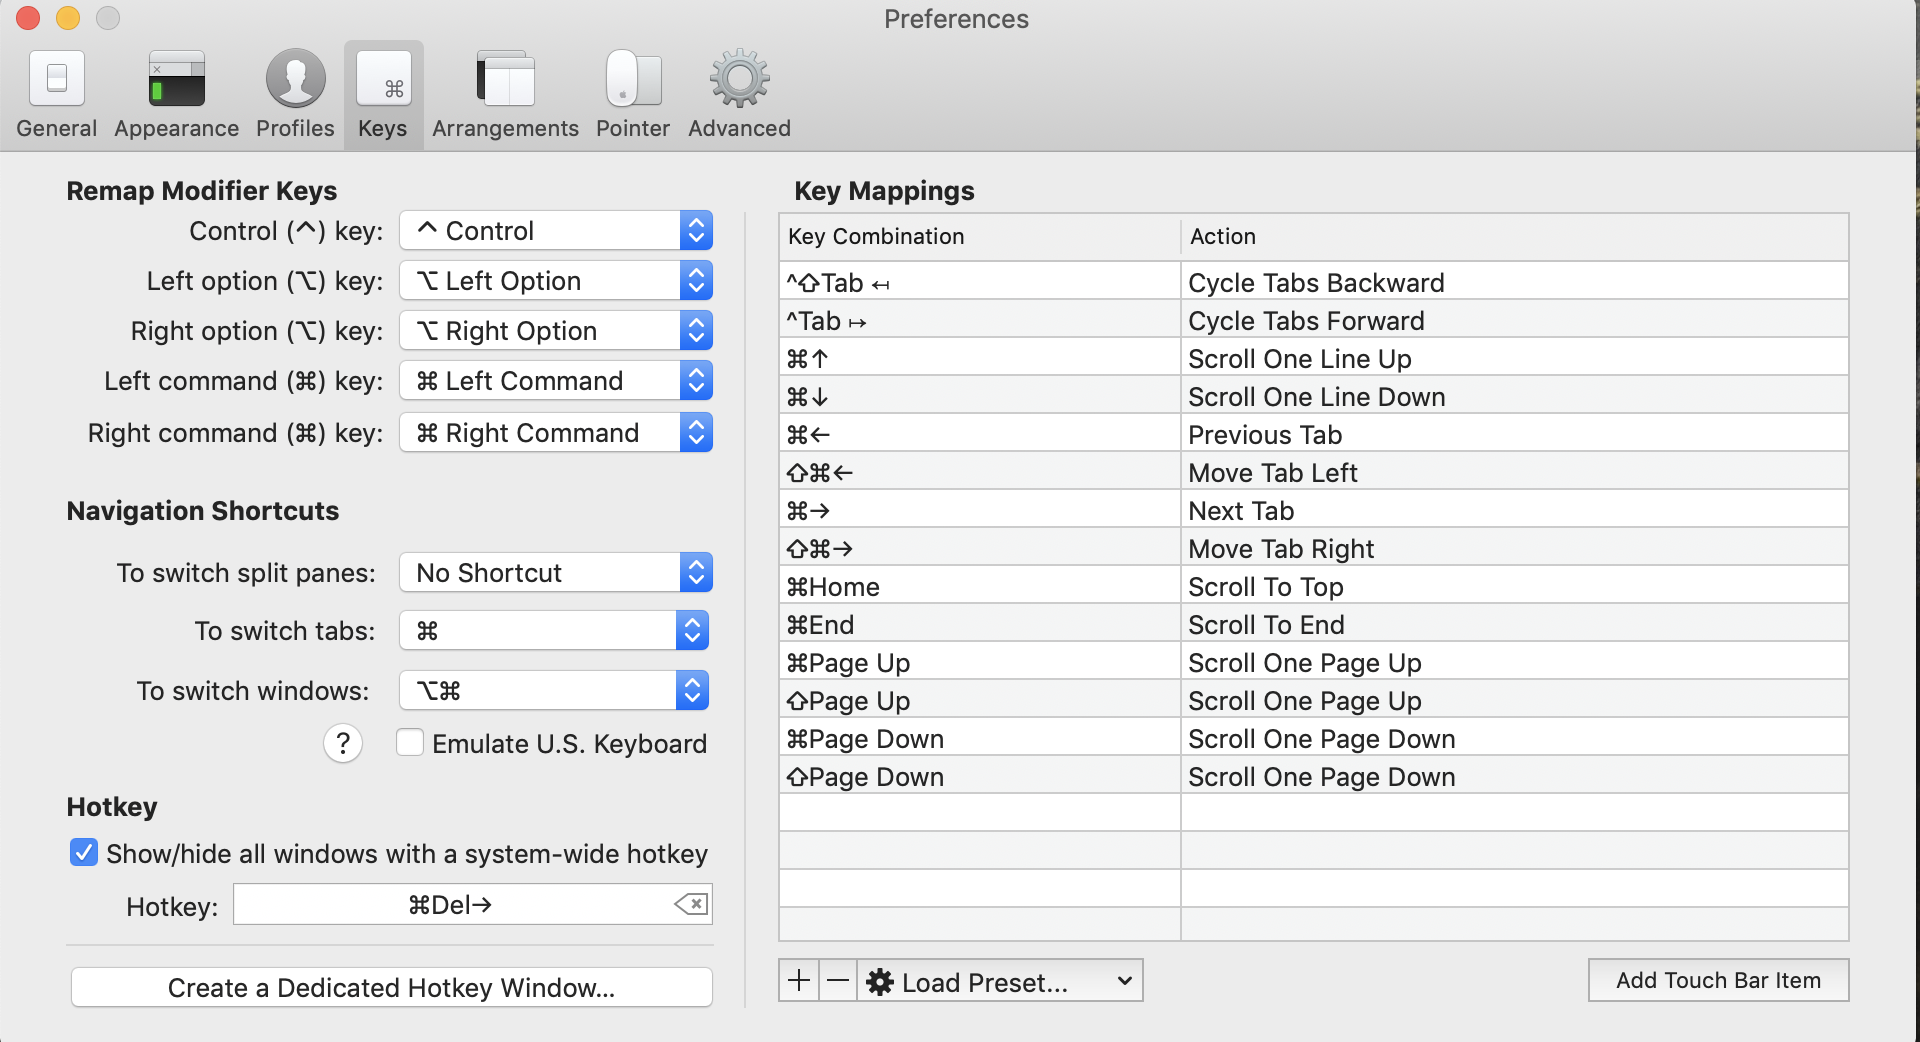 Preferences
General Appearance Profiles Keys Arrangements Pointer Advanced
Remap Modifier Keys
Control (^) key: ^ Control
Left option (⌥) key: ⌥ Left Option
Right option (⌥) key: ⌥ Right Option
Left command (⌘) key: ⌘ Left Command
Right command (⌘) key: ⌘ Right Command
Navigation Shortcuts
To switch split panes: No Shortcut
To switch tabs: ⌘
To switch windows: ⌥⌘
? Emulate U.S. Keyboard
Hotkey
Show/hide all windows with a system-wide hotkey
Hotkey: ⌘Del→
Create a Dedicated Hotkey Window...
Key Mappings
Key Combination Action
^⇧Tab ↤ Cycle Tabs Backward
^Tab ↦ Cycle Tabs Forward
⌘↑ Scroll One Line Up
⌘↓ Scroll One Line Down
⌘← Previous Tab
⇧⌘← Move Tab Left
⌘→ Next Tab
⇧⌘→ Move Tab Right
⌘Home Scroll To Top
⌘End Scroll To End
⌘Page Up Scroll One Page Up
⇧Page Up Scroll One Page Up
⌘Page Down Scroll One Page Down
⇧Page Down Scroll One Page Down
+ − Load Preset... Add Touch Bar Item